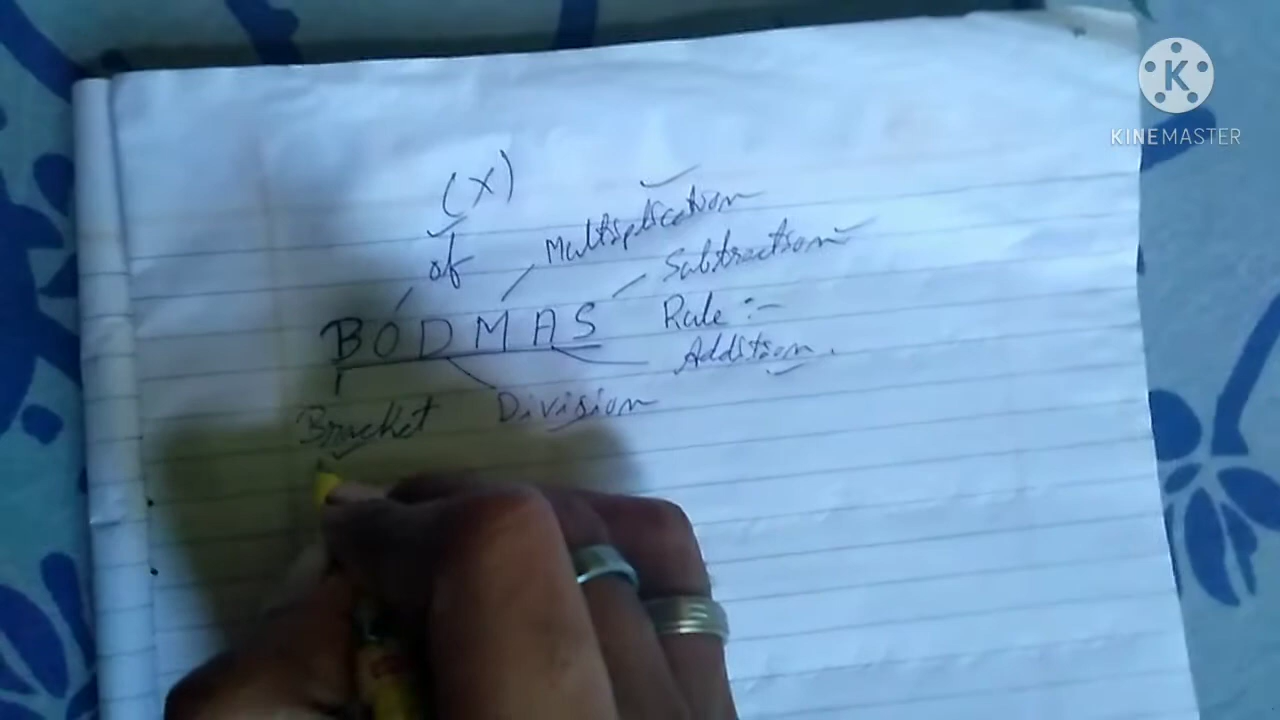 (X)
of
Multiplication
Subtraction
BODMAS Rule :-
Addition.
Bracket Division
KINEMASTER